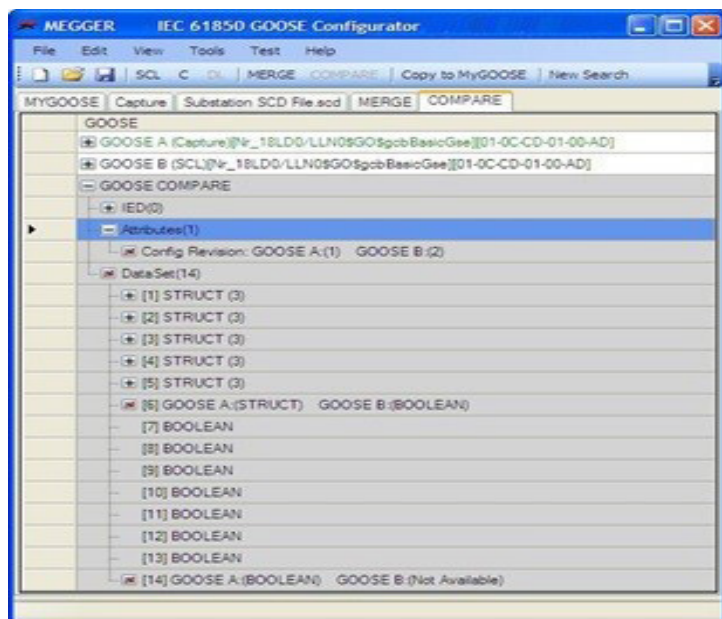 MEGGER IEC 61850 GOOSE Configurator
File Edit View Tools Test Help
SCL C DL MERGE COMPARE Copy to MyGOOSE New Search
MYGOOSE Capture Substation SCD File.scd MERGE COMPARE
GOOSE
GOOSE A (Capture)[Nr_18LD0/LLN0$GO$gcbBasicGse][01-0C-CD-01-00-AD]
GOOSE B (SCL)[Nr_18LD0/LLN0$GO$gcbBasicGse][01-0C-CD-01-00-AD]
GOOSE COMPARE
IED(0)
Attributes(1)
Config Revision: GOOSE A:(1) GOOSE B:(2)
DataSet(14)
[1] STRUCT (3)
[2] STRUCT (3)
[3] STRUCT (3)
[4] STRUCT (3)
[5] STRUCT (3)
[6] GOOSE A:(STRUCT) GOOSE B:(BOOLEAN)
[7] BOOLEAN
[8] BOOLEAN
[9] BOOLEAN
[10] BOOLEAN
[11] BOOLEAN
[12] BOOLEAN
[13] BOOLEAN
[14] GOOSE A:(BOOLEAN) GOOSE B:(Not Available)